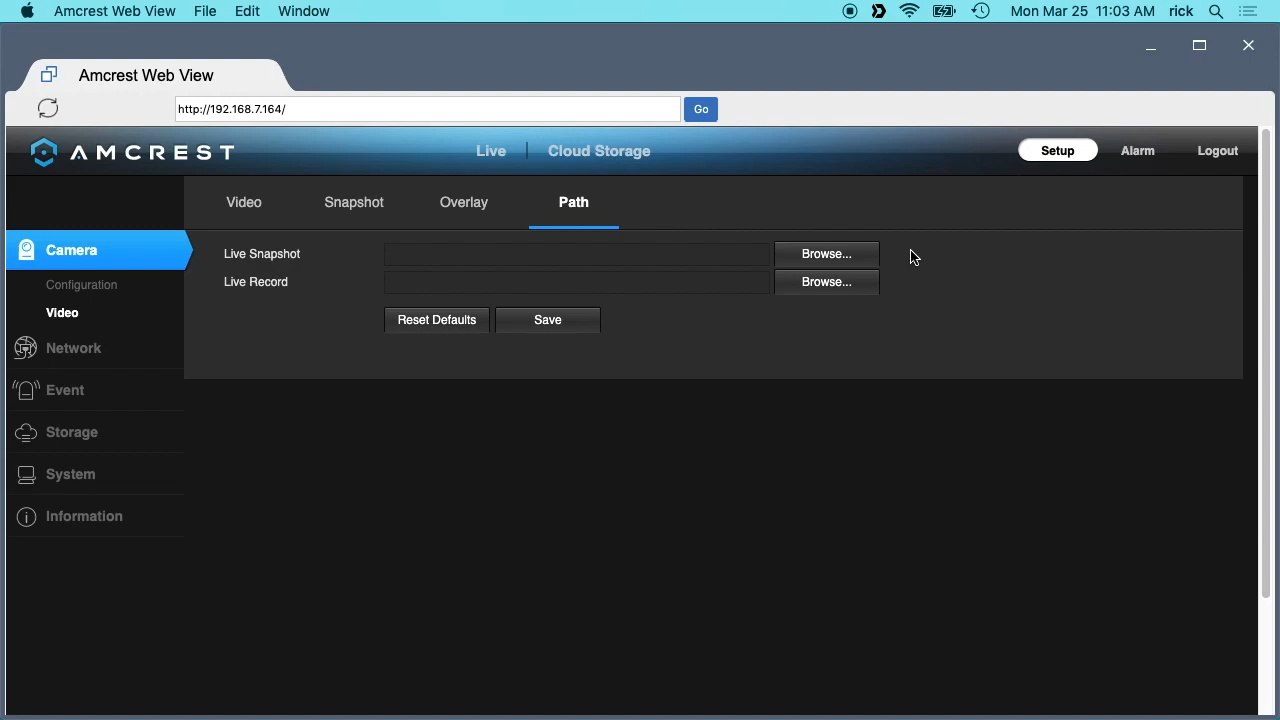 Amcrest Web View File Edit Window Mon Mar 25 11:03 AM rick
Amcrest Web View
http://192.168.7.164/ Go
AMCREST Live Cloud Storage Setup Alarm Logout
Video Snapshot Overlay Path
Camera
Live Snapshot Browse...
Configuration
Live Record Browse...
Video
Reset Defaults Save
Network
Event
Storage
System
Information